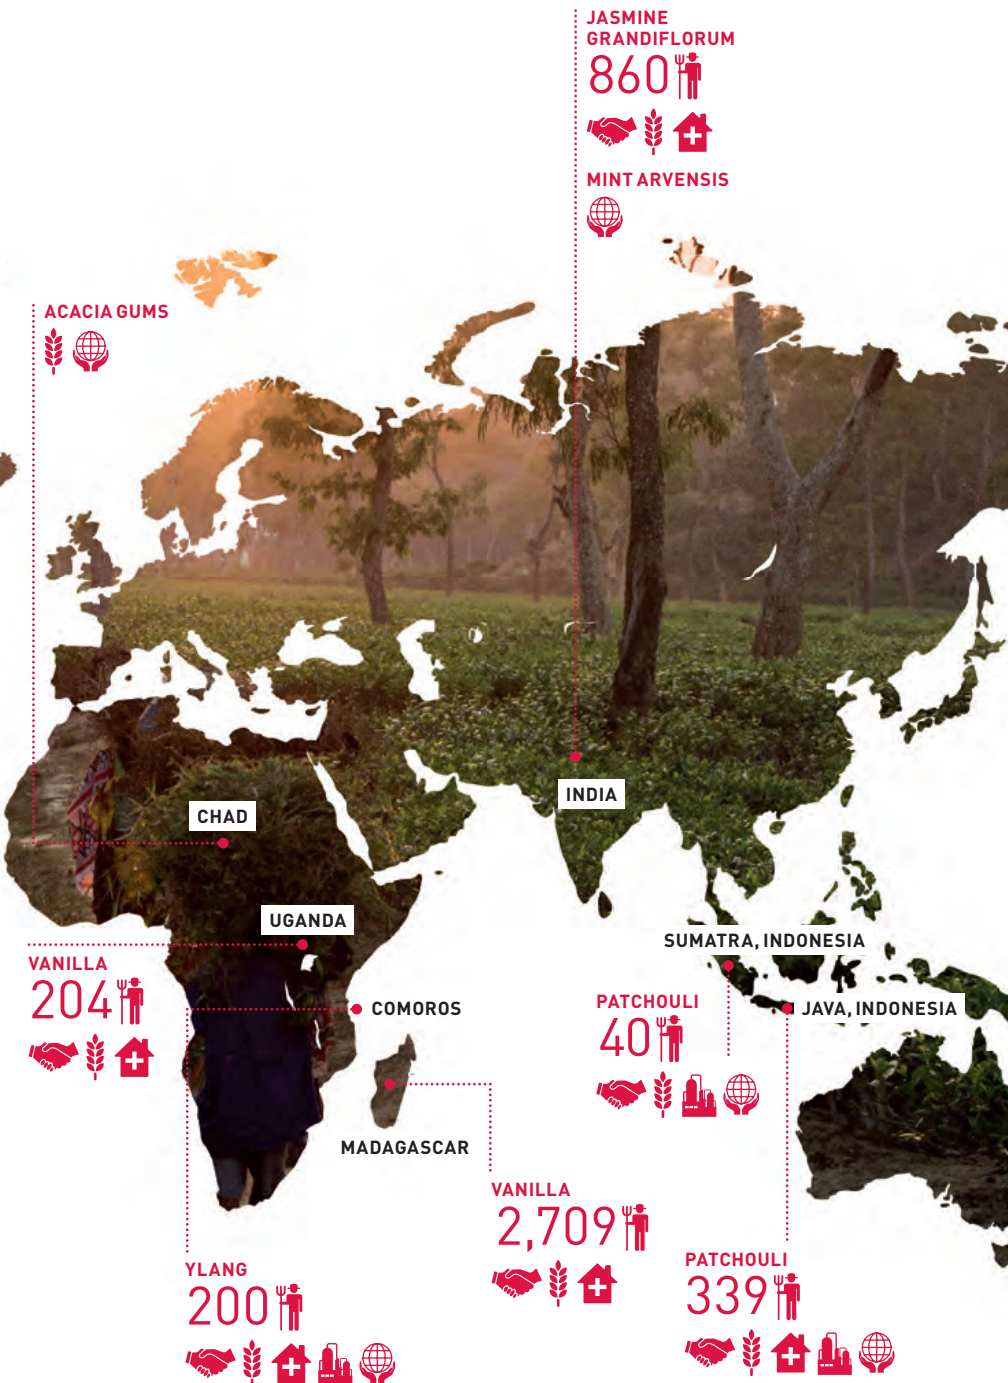 JASMINE
GRANDIFLORUM
860
MINT ARVENSIS
ACACIA GUMS
INDIA
CHAD
UGANDA
VANILLA
204
COMOROS
SUMATRA, INDONESIA
PATCHOULI
40
JAVA, INDONESIA
MADAGASCAR
VANILLA
2,709
YLANG
200
PATCHOULI
339